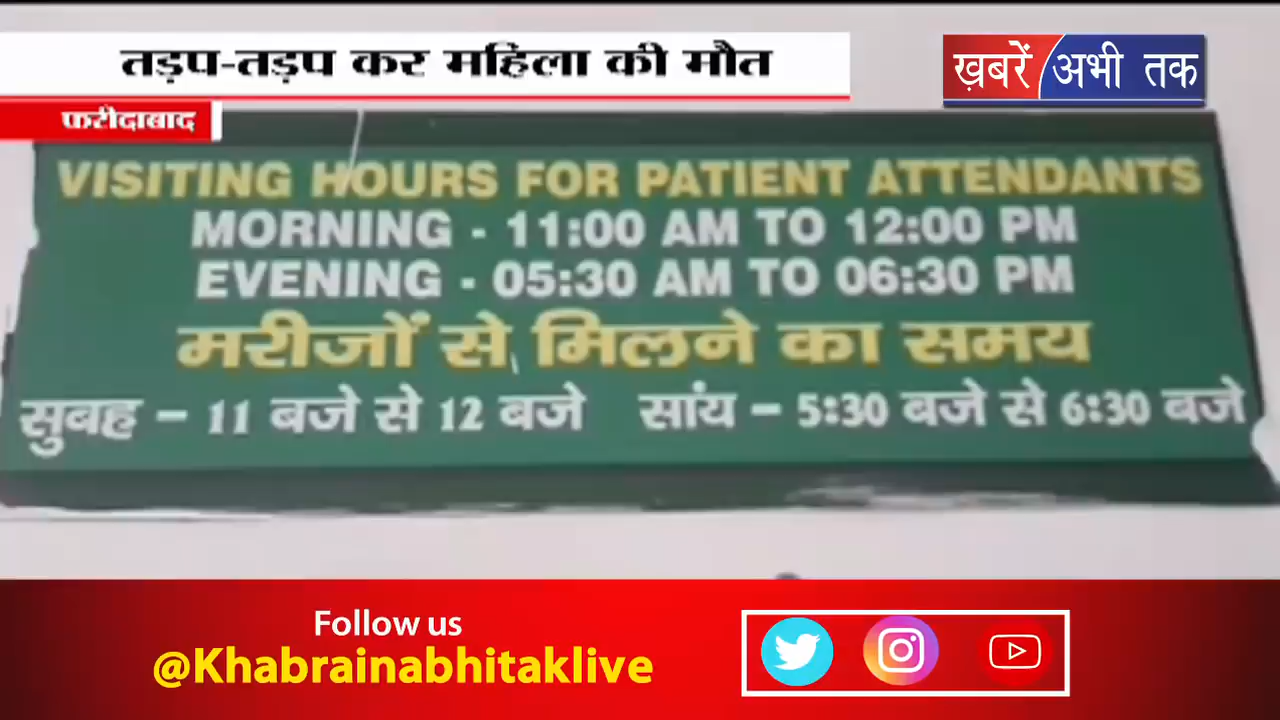 तड़प-तड़प कर महिला की मौत
ख़बरें अभी तक
फरीदाबाद
VISITING HOURS FOR PATIENT ATTENDANTS
MORNING - 11:00 AM TO 12:00 PM
EVENING - 05:30 AM TO 06:30 PM
मरीजों से मिलने का समय
सुबह – 11 बजे से 12 बजे सांय – 5:30 बजे से 6:30 बजे
Follow us
@Khabrainabhitaklive